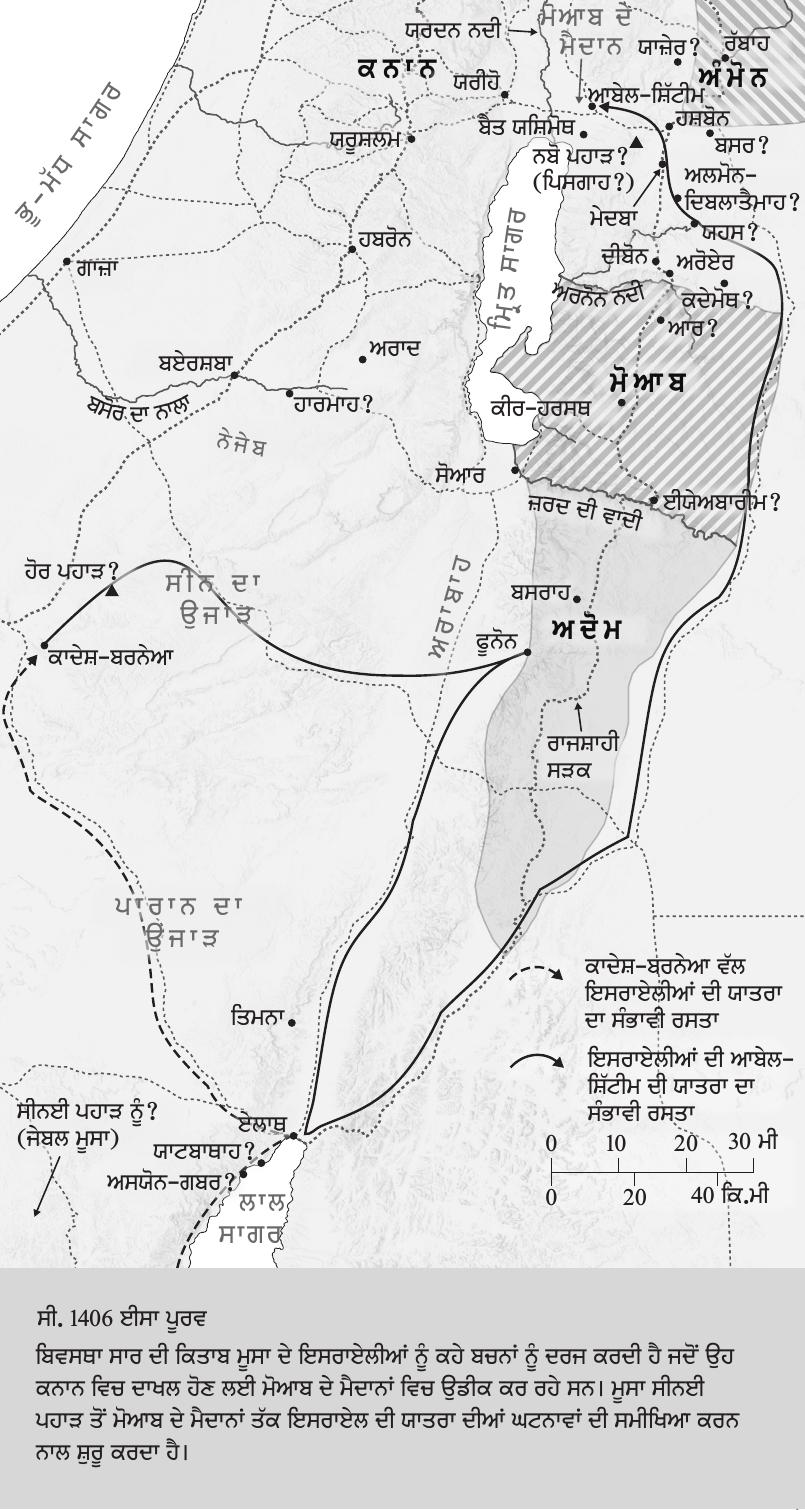 ਯਰਦਨ ਨਦੀ
ਮੋਆਬ ਦੇ
ਮੈਦਾਨ
ਯਾਜ਼ੇਰ?
ਰੱਬਾਹ
ਅੰਮੋਨ
ਕਨਾਨ
ਯਰੀਹੋ
ਆਬੇਲ-ਸ਼ਿੱਟੀਮ
ਹਸ਼ਬੋਨ
ਬੈਤ ਯਸ਼ਿਮੋਥ
ਬਸਰ?
ਯਰੂਸ਼ਲਮ
ਨਬੋ ਪਹਾੜ?
(ਪਿਸਗਾਹ?)
ਅਲਮੋਨ-
ਦਿਬਲਾਤੈਮਾਹ?
ਮੇਦਬਾ
ਯਹਸ?
ਭੂ-ਮੱਧ ਸਾਗਰ
ਹਬਰੋਨ
ਗਾਜ਼ਾ
ਮ੍ਰਿਤ ਸਾਗਰ
ਦੀਬੋਨ
ਅਰੋਏਰ
ਅਰਨੋਨ ਨਦੀ
ਕਦੇਮੋਥ?
ਆਰ?
ਅਰਾਦ
ਬਏਰਸ਼ਬਾ
ਮੋਆਬ
ਹਾਰਮਾਹ?
ਬਸੋਰ ਦਾ ਨਾਲਾ
ਕੀਰ-ਹਰਸਥ
ਨੇਜੇਬ
ਸੋਆਰ
ਜ਼ਰਦ ਦੀ ਵਾਦੀ
ਈਯੇਅਬਾਰੀਮ?
ਹੋਰ ਪਹਾੜ?
ਸੀਨ ਦਾ
ਉਜਾੜ
ਅਰਾਬਾਹ
ਬਸਰਾਹ
ਅਦੋਮ
ਫੂਨੋਨ
ਕਾਦੇਸ਼-ਬਰਨੇਆ
ਰਾਜਸ਼ਾਹੀ
ਸੜਕ
ਪਾਰਾਨ ਦਾ
ਉਜਾੜ
ਕਾਦੇਸ਼-ਬਰਨੇਆ ਵੱਲ
ਇਸਰਾਏਲੀਆਂ ਦੀ ਯਾਤਰਾ
ਦਾ ਸੰਭਾਵੀ ਰਸਤਾ
ਤਿਮਨਾ
ਇਸਰਾਏਲੀਆਂ ਦੀ ਆਬੇਲ-
ਸ਼ਿੱਟੀਮ ਦੀ ਯਾਤਰਾ ਦਾ
ਸੰਭਾਵੀ ਰਸਤਾ
ਸੀਨਈ ਪਹਾੜ ਨੂੰ?
(ਜੇਬਲ ਮੂਸਾ)
ਏਲਾਥ
ਯਾਟਬਾਥਾਹ?
ਅਸਯੋਨ-ਗਬਰ?
ਲਾਲ
ਸਾਗਰ
0 10 20 30 ਮੀ
0 20 40 ਕਿ.ਮੀ
ਸੀ. 1406 ਈਸਾ ਪੂਰਵ
ਬਿਵਸਥਾ ਸਾਰ ਦੀ ਕਿਤਾਬ ਮੂਸਾ ਦੇ ਇਸਰਾਏਲੀਆਂ ਨੂੰ ਕਹੇ ਬਚਨਾਂ ਨੂੰ ਦਰਜ ਕਰਦੀ ਹੈ ਜਦੋਂ ਉਹ
ਕਨਾਨ ਵਿਚ ਦਾਖਲ ਹੋਣ ਲਈ ਮੋਆਬ ਦੇ ਮੈਦਾਨਾਂ ਵਿਚ ਉਡੀਕ ਕਰ ਰਹੇ ਸਨ। ਮੂਸਾ ਸੀਨਈ
ਪਹਾੜ ਤੋਂ ਮੋਆਬ ਦੇ ਮੈਦਾਨਾਂ ਤੱਕ ਇਸਰਾਏਲ ਦੀ ਯਾਤਰਾ ਦੀਆਂ ਘਟਨਾਵਾਂ ਦੀ ਸਮੀਖਿਆ ਕਰਨ
ਨਾਲ ਸ਼ੁਰੂ ਕਰਦਾ ਹੈ।